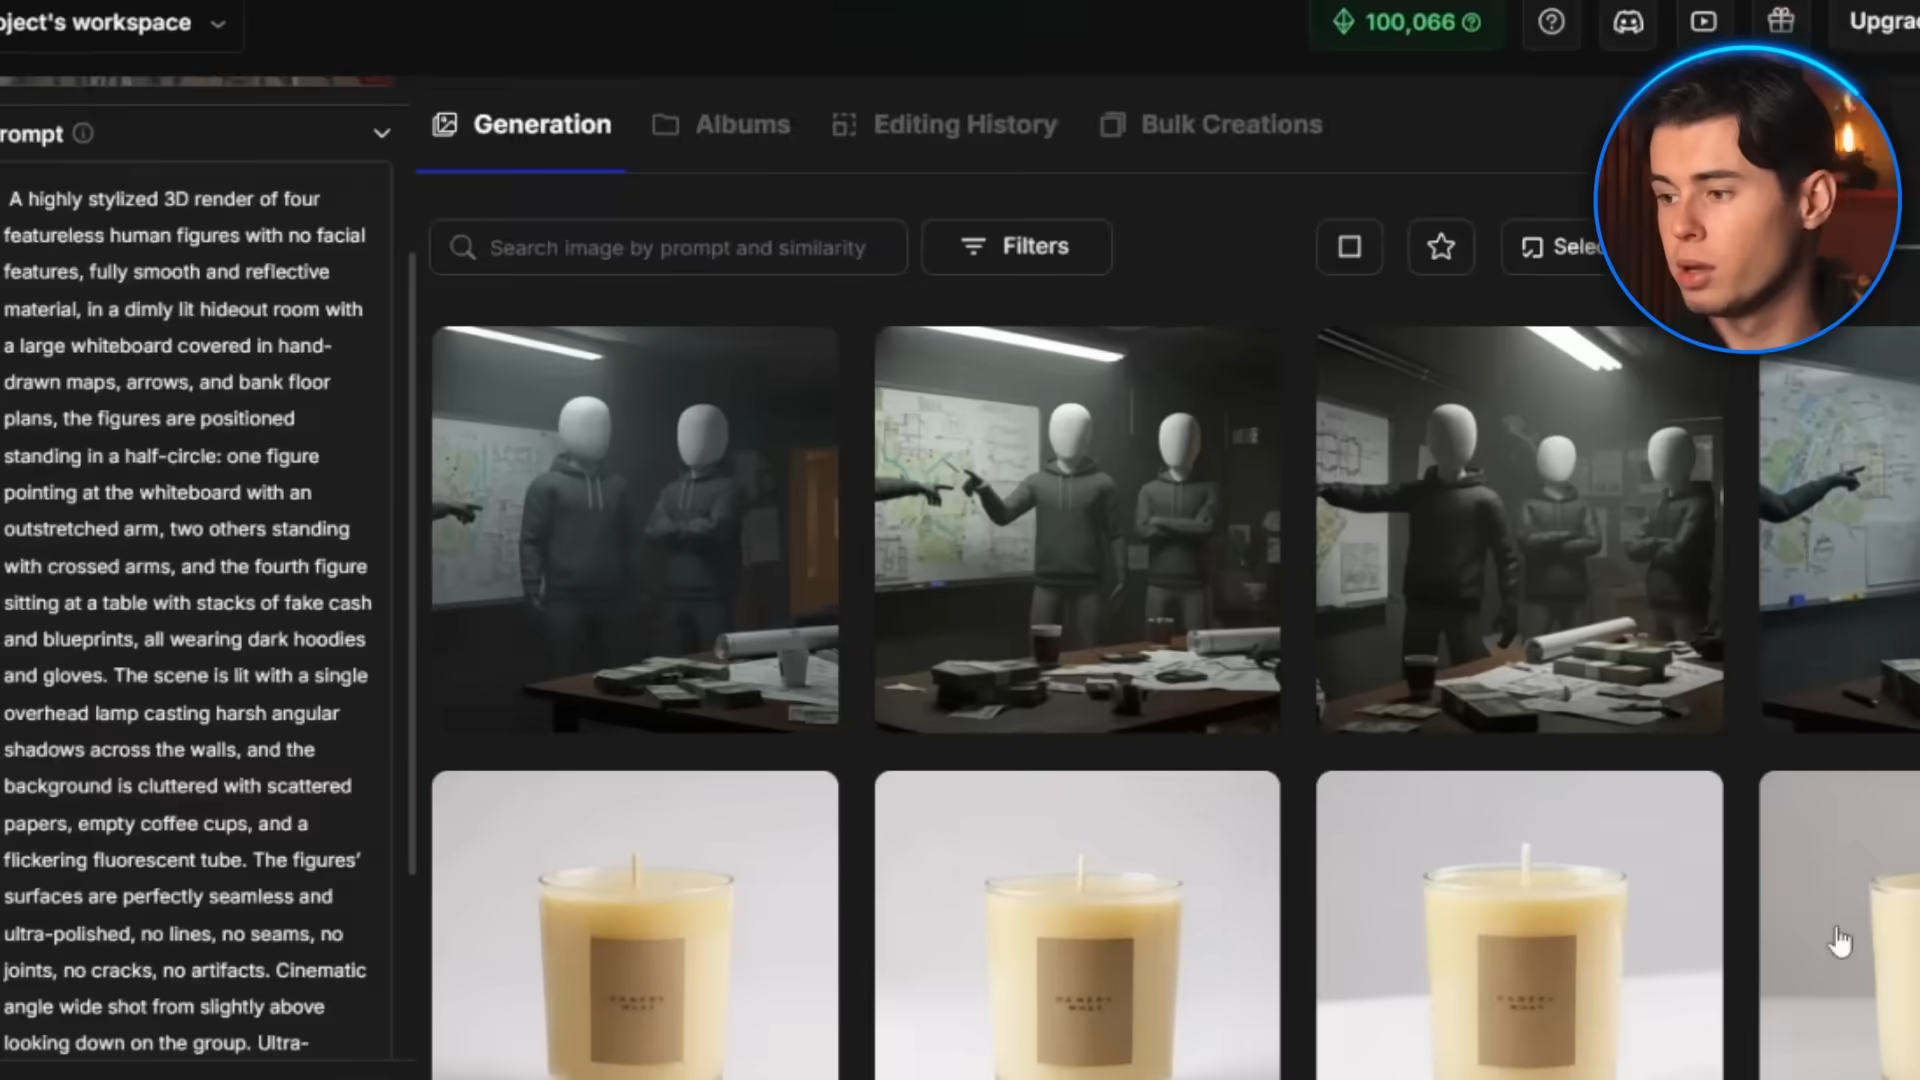 oject's workspace
100,066
Upgrad
Generation
Albums
Editing History
Bulk Creations
rompt
Search image by prompt and similarity
Filters
Selec
A highly stylized 3D render of four
featureless human figures with no facial
features, fully smooth and reflective
material, in a dimly lit hideout room with
a large whiteboard covered in hand-
drawn maps, arrows, and bank floor
plans, the figures are positioned
standing in a half-circle: one figure
pointing at the whiteboard with an
outstretched arm, two others standing
with crossed arms, and the fourth figure
sitting at a table with stacks of fake cash
and blueprints, all wearing dark hoodies
and gloves. The scene is lit with a single
overhead lamp casting harsh angular
shadows across the walls, and the
background is cluttered with scattered
papers, empty coffee cups, and a
flickering fluorescent tube. The figures'
surfaces are perfectly seamless and
ultra-polished, no lines, no seams, no
joints, no cracks, no artifacts. Cinematic
angle wide shot from slightly above
looking down on the group. Ultra-